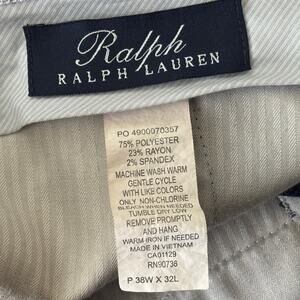 Ralph
RALPH LAUREN
PO 4900070357
75% POLYESTER
23% RAYON
2% SPANDEX
MACHINE WASH WARM
GENTLE CYCLE
WITH LIKE COLORS
ONLY NON-CHLORINE
BLEACH WHEN NEEDED
TUMBLE DRY LOW
REMOVE PROMPTLY
AND HANG
WARM IRON IF NEEDED
MADE IN VIETNAM
CA01129
RN90736
P 38W X 32L